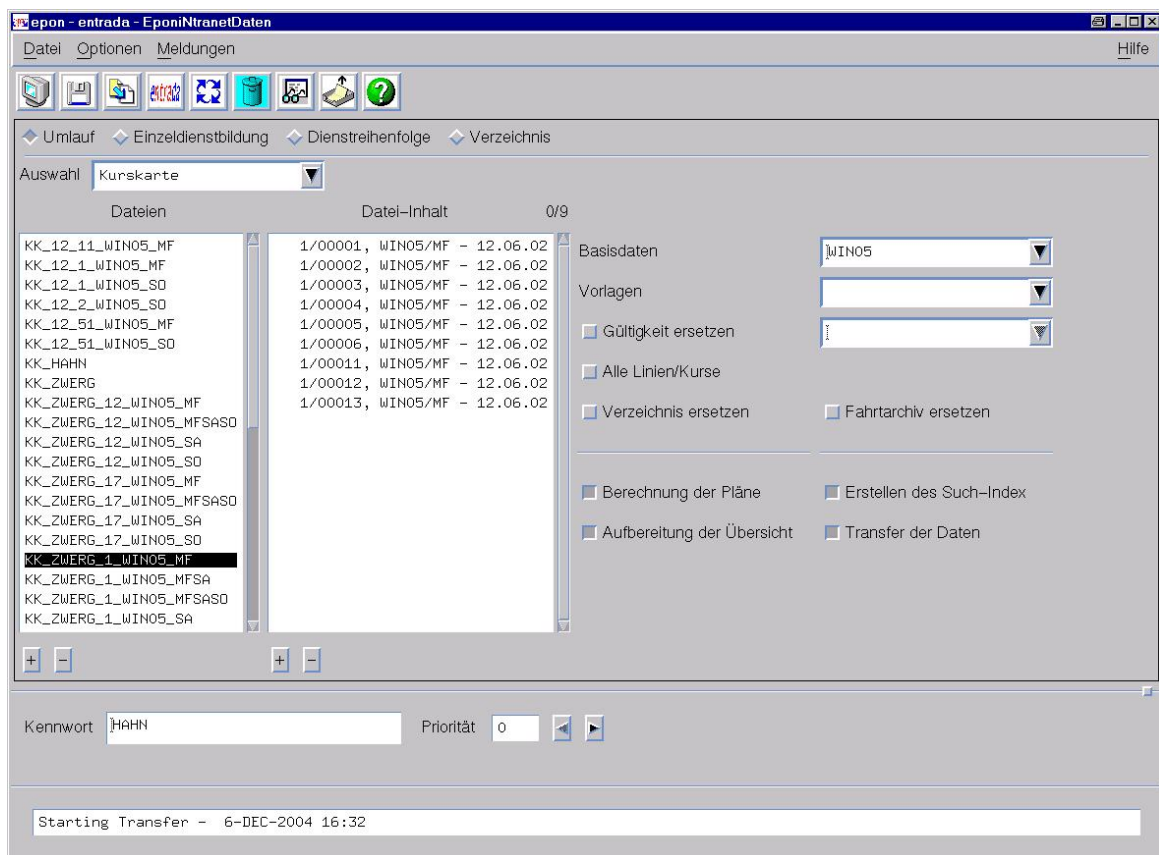 epon - entrada - EponiNtranetDaten
Datei Optionen Meldungen Hilfe
entrada
Umlauf Einzeldienstbildung Dienstreihenfolge Verzeichnis
Auswahl Kurskarte
Dateien
KK_12_11_WIN05_MF
KK_12_1_WIN05_MF
KK_12_1_WIN05_SO
KK_12_2_WIN05_SO
KK_12_51_WIN05_MF
KK_12_51_WIN05_SO
KK_HAHN
KK_ZWERG
KK_ZWERG_12_WIN05_MF
KK_ZWERG_12_WIN05_MFSASO
KK_ZWERG_12_WIN05_SA
KK_ZWERG_12_WIN05_SO
KK_ZWERG_17_WIN05_MF
KK_ZWERG_17_WIN05_MFSASO
KK_ZWERG_17_WIN05_SA
KK_ZWERG_17_WIN05_SO
KK_ZWERG_1_WIN05_MF
KK_ZWERG_1_WIN05_MFSA
KK_ZWERG_1_WIN05_MFSASO
KK_ZWERG_1_WIN05_SA
+ -
Datei-Inhalt 0/9
1/00001, WIN05/MF - 12.06.02
1/00002, WIN05/MF - 12.06.02
1/00003, WIN05/MF - 12.06.02
1/00004, WIN05/MF - 12.06.02
1/00005, WIN05/MF - 12.06.02
1/00006, WIN05/MF - 12.06.02
1/00011, WIN05/MF - 12.06.02
1/00012, WIN05/MF - 12.06.02
1/00013, WIN05/MF - 12.06.02
+ -
Basisdaten WIN05
Vorlagen
Gültigkeit ersetzen
Alle Linien/Kurse
Verzeichnis ersetzen Fahrtarchiv ersetzen
Berechnung der Pläne Erstellen des Such-Index
Aufbereitung der Übersicht Transfer der Daten
Kennwort HAHN Priorität 0
Starting Transfer - 6-DEC-2004 16:32